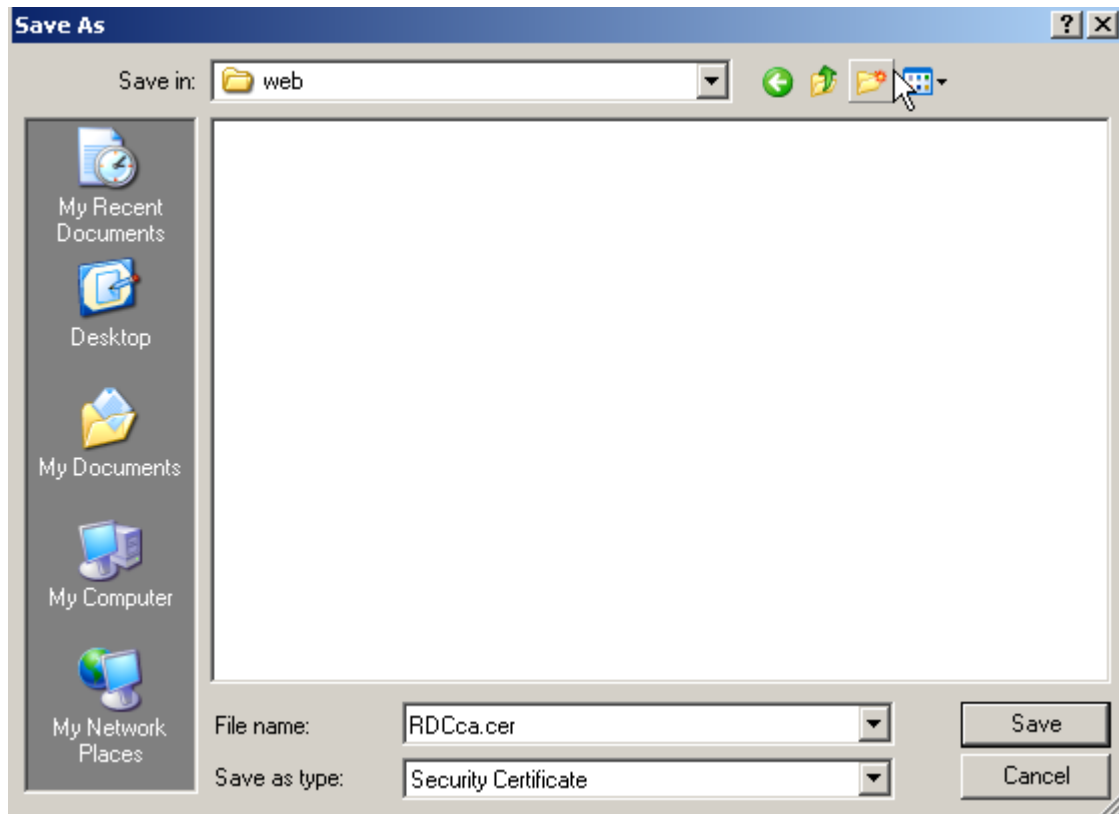 Save As
Save in:
web
My Recent
Documents
Desktop
My Documents
My Computer
My Network
Places
File name:
RDCca.cer
Save
Save as type:
Security Certificate
Cancel